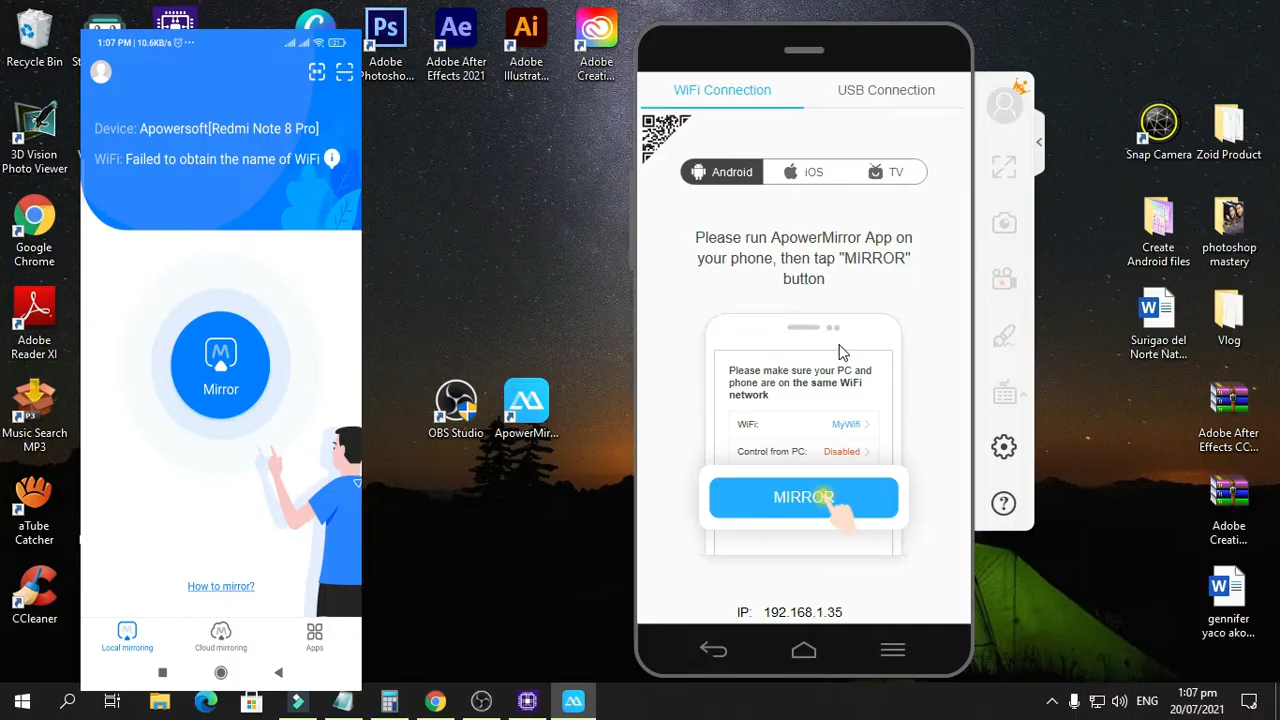 Recycle Bin
3D Vision
Photo Viewer
Google
Chrome
Adobe
Reader XI
P3
Music Search
MP3
aTube
Catcher
CCleaner
1:07 PM | 10.6KB/s
Device: Apowersoft[Redmi Note 8 Pro]
WiFi: Failed to obtain the name of WiFi
Mirror
How to mirror?
Local mirroring
Cloud mirroring
Apps
Ps
Adobe
Photosho...
Ae
Adobe After
Effects 2021
Ai
Adobe
Illustrat...
Adobe
Creati...
OBS Studio
ApowerMir...
WiFi Connection
USB Connection
Android
iOS
TV
Please run ApowerMirror App on
your phone, then tap "MIRROR"
button
Please make sure your PC and
phone are on the same WiFi
network
WiFi:
MyWifi
Control from PC:
Disabled
MIRROR
IP: 192.168.1.35
Snap Camera
Zoid Product
Create
Android files
photoshop
mastery
Surigao del
Norte Nat...
Vlog
Adobe After
Effects CC...
Adobe
Creati...
gennifer
yaco ako...
ENG
1:07 pm
20/07/2021